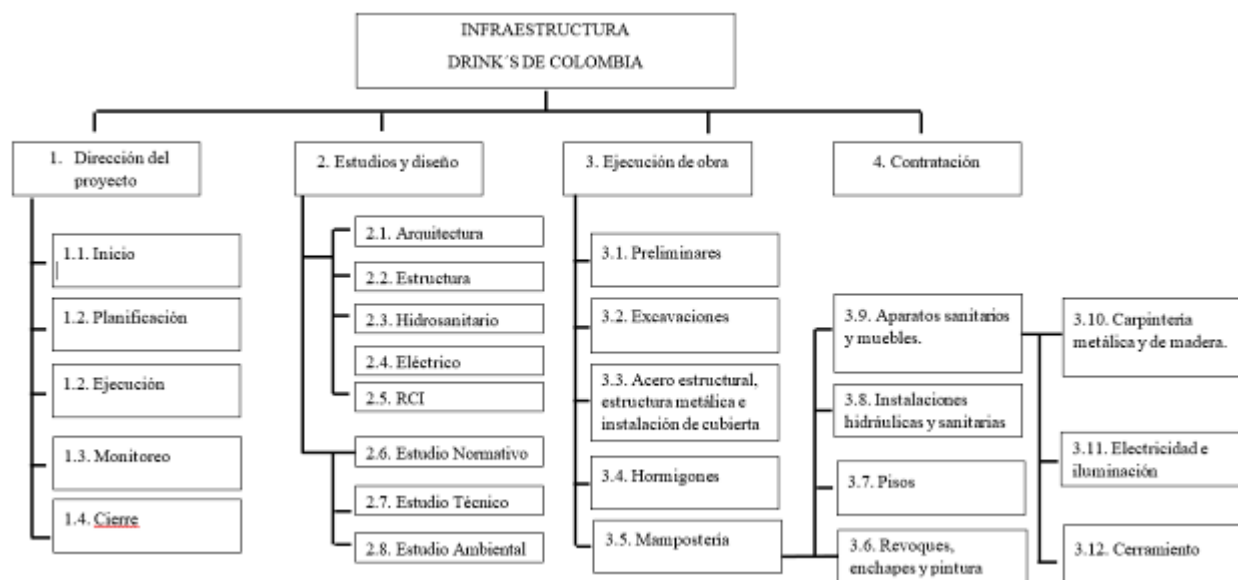 INFRAESTRUCTURA
DRINK´S DE COLOMBIA
1. Dirección del
proyecto
2. Estudios y diseño
3. Ejecución de obra
4. Contratación
1.1. Inicio
1.2. Planificación
1.2. Ejecución
1.3. Monitoreo
1.4. Cierre
2.1. Arquitectura
2.2. Estructura
2.3. Hidrosanitario
2.4. Eléctrico
2.5. RCI
2.6. Estudio Normativo
2.7. Estudio Técnico
2.8. Estudio Ambiental
3.1. Preliminares
3.2. Excavaciones
3.3. Acero estructural,
estructura metálica e
instalación de cubierta
3.4. Hormigones
3.5. Mampostería
3.9. Aparatos sanitarios
y muebles.
3.8. Instalaciones
hidráulicas y sanitarias
3.7. Pisos
3.6. Revoques,
enchapes y pintura
3.10. Carpintería
metálica y de madera.
3.11. Electricidad e
iluminación
3.12. Cerramiento